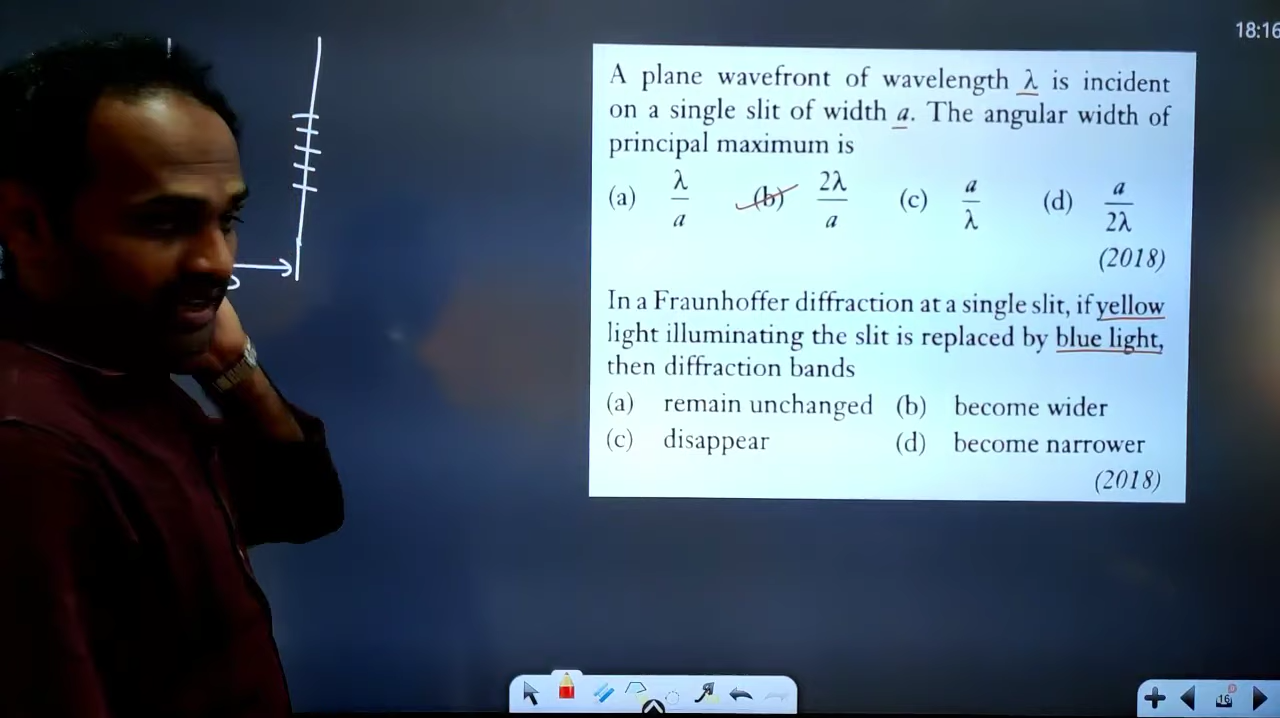 18:16
A plane wavefront of wavelength λ is incident
on a single slit of width a. The angular width of
principal maximum is
(a) λ/a (b) 2λ/a (c) a/λ (d) a/2λ
(2018)
In a Fraunhoffer diffraction at a single slit, if yellow
light illuminating the slit is replaced by blue light,
then diffraction bands
(a) remain unchanged (b) become wider
(c) disappear (d) become narrower
(2018)
16